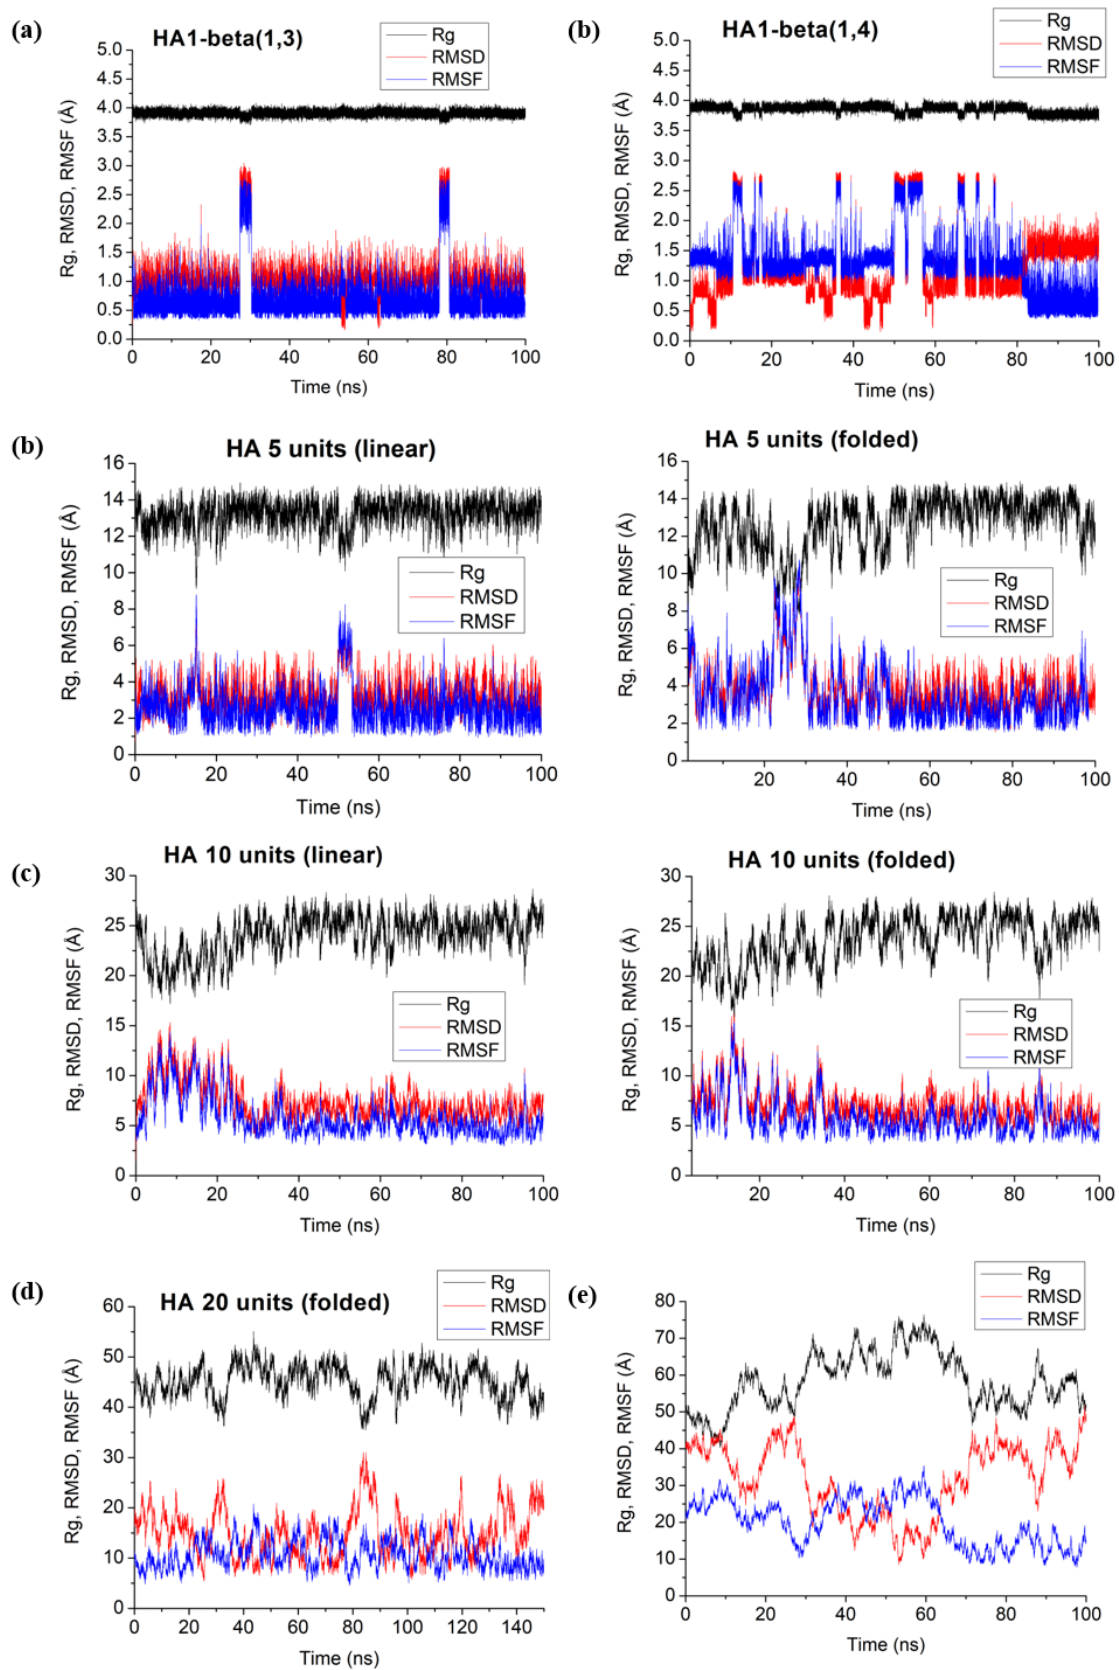 (a)
HA1-beta(1,3)
Rg
RMSD
RMSF
Rg, RMSD, RMSF (Å)
5.0
4.5
4.0
3.5
3.0
2.5
2.0
1.5
1.0
0.5
0.0
0 20 40 60 80 100
Time (ns)
(b)
HA1-beta(1,4)
Rg
RMSD
RMSF
Rg, RMSD, RMSF (Å)
5.0
4.5
4.0
3.5
3.0
2.5
2.0
1.5
1.0
0.5
0.0
0 20 40 60 80 100
Time (ns)
(b)
HA 5 units (linear)
Rg
RMSD
RMSF
Rg, RMSD, RMSF (Å)
16
14
12
10
8
6
4
2
0
0 20 40 60 80 100
Time (ns)
HA 5 units (folded)
Rg
RMSD
RMSF
Rg, RMSD, RMSF (Å)
16
14
12
10
8
6
4
2
0
20 40 60 80 100
Time (ns)
(c)
HA 10 units (linear)
Rg
RMSD
RMSF
Rg, RMSD, RMSF (Å)
30
25
20
15
10
5
0
0 20 40 60 80 100
Time (ns)
HA 10 units (folded)
Rg
RMSD
RMSF
Rg, RMSD, RMSF (Å)
30
25
20
15
10
5
0
20 40 60 80 100
Time (ns)
(d)
HA 20 units (folded)
Rg
RMSD
RMSF
Rg, RMSD, RMSF (Å)
60
50
40
30
20
10
0
0 20 40 60 80 100 120 140
Time (ns)
(e)
Rg
RMSD
RMSF
Rg, RMSD, RMSF (Å)
80
70
60
50
40
30
20
10
0
0 20 40 60 80 100
Time (ns)